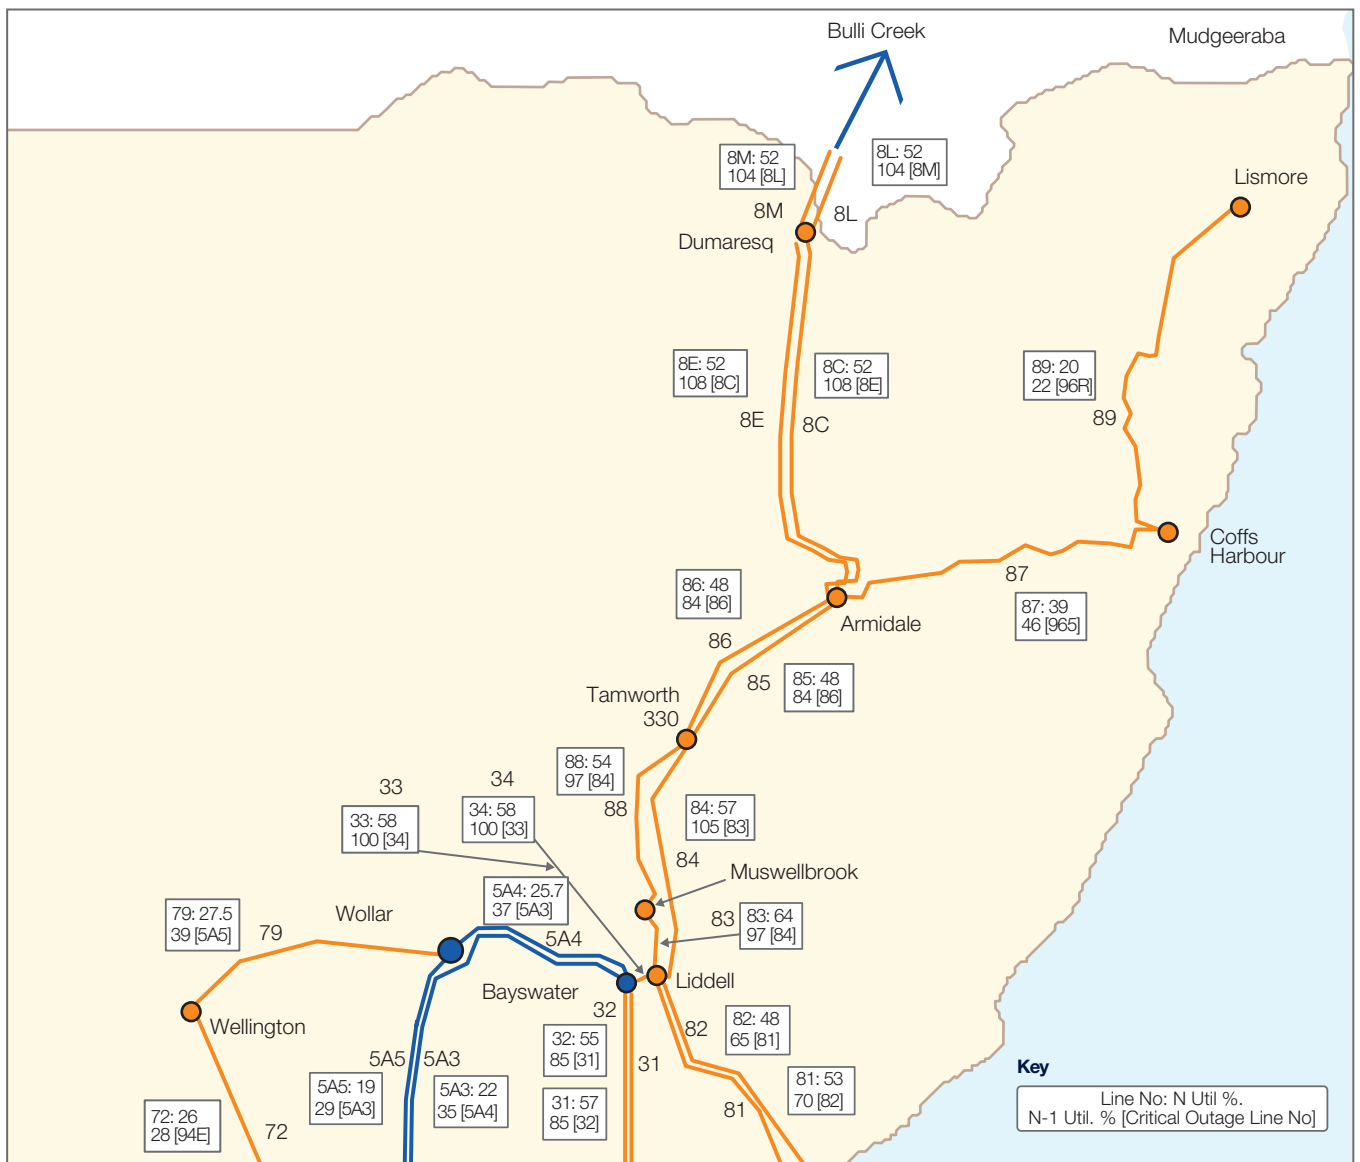 Bulli Creek
Mudgeeraba
8M: 52
104 [8L]
8L: 52
104 [8M]
Lismore
8M
8L
Dumaresq
8E: 52
108 [8C]
8C: 52
108 [8E]
89: 20
22 [96R]
8E
8C
89
Coffs
Harbour
86: 48
84 [86]
87
87: 39
46 [965]
Armidale
86
85
85: 48
84 [86]
Tamworth
330
88: 54
97 [84]
33
34
33: 58
100 [34]
34: 58
100 [33]
88
84: 57
105 [83]
84
Muswellbrook
5A4: 25.7
37 [5A3]
79: 27.5
39 [5A5]
Wollar
79
5A4
83
83: 64
97 [84]
Bayswater
Liddell
Wellington
32
82
82: 48
65 [81]
32: 55
85 [31]
31
5A5
5A3
5A5: 19
29 [5A3]
5A3: 22
35 [5A4]
31: 57
85 [32]
81
81: 53
70 [82]
72: 26
28 [94E]
72
Key
Line No: N Util %.
N-1 Util. % [Critical Outage Line No]